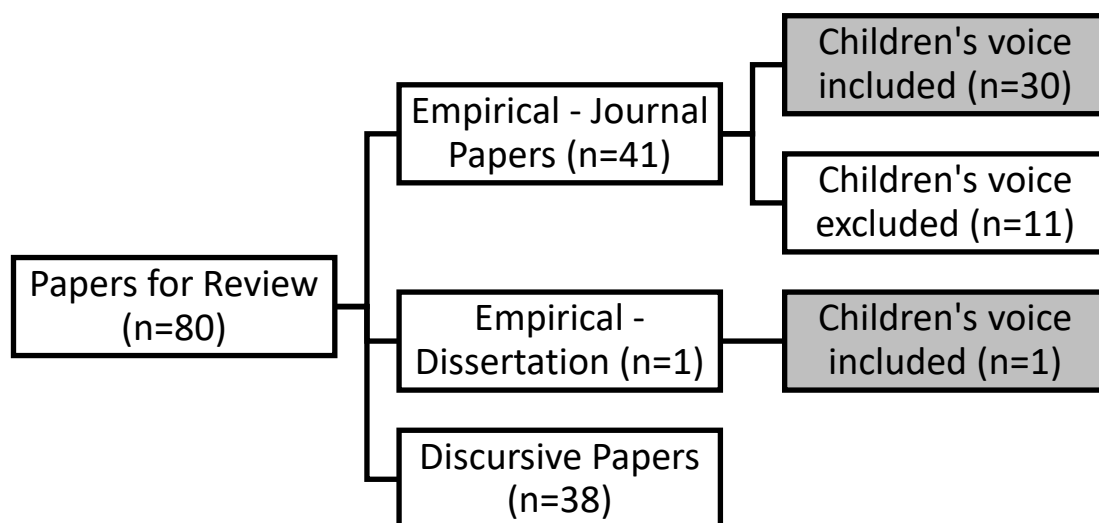 Papers for Review
(n=80)
Empirical - Journal
Papers (n=41)
Children's voice
included (n=30)
Children's voice
excluded (n=11)
Empirical -
Dissertation (n=1)
Children's voice
included (n=1)
Discursive Papers
(n=38)